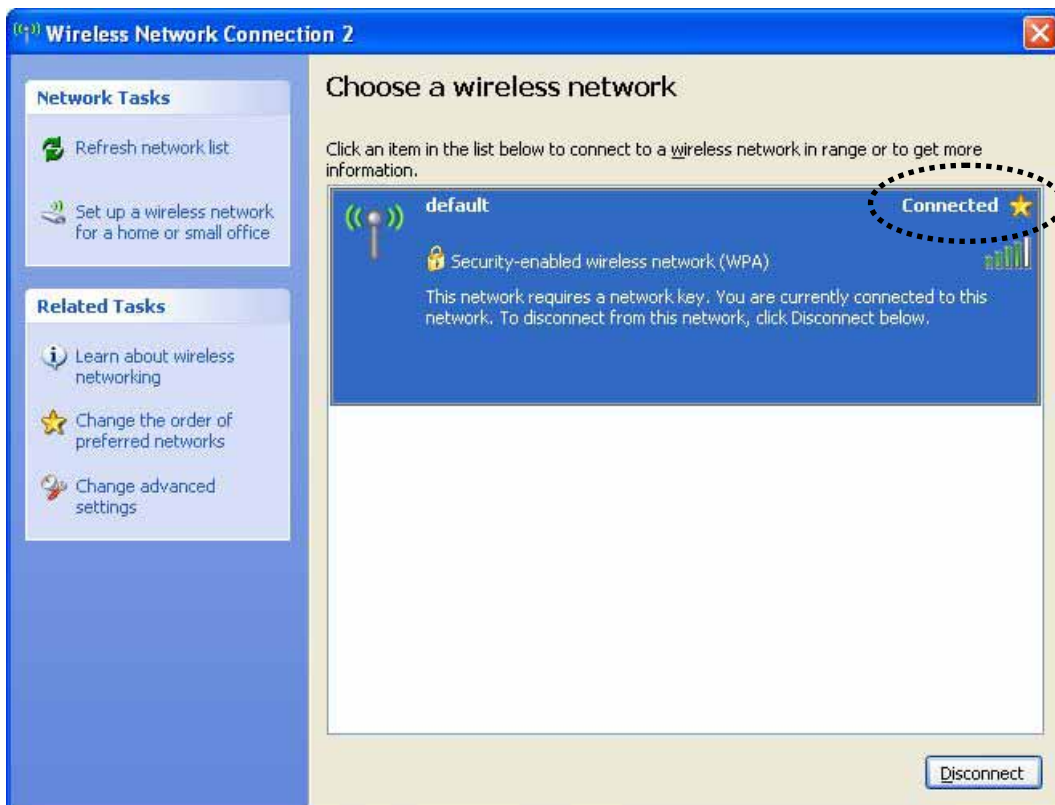 Wireless Network Connection 2
Network Tasks
Refresh network list
Set up a wireless network
for a home or small office
Related Tasks
Learn about wireless
networking
Change the order of
preferred networks
Change advanced
settings
Choose a wireless network
Click an item in the list below to connect to a wireless network in range or to get more
information.
default
Connected
Security-enabled wireless network (WPA)
This network requires a network key. You are currently connected to this
network. To disconnect from this network, click Disconnect below.
Disconnect